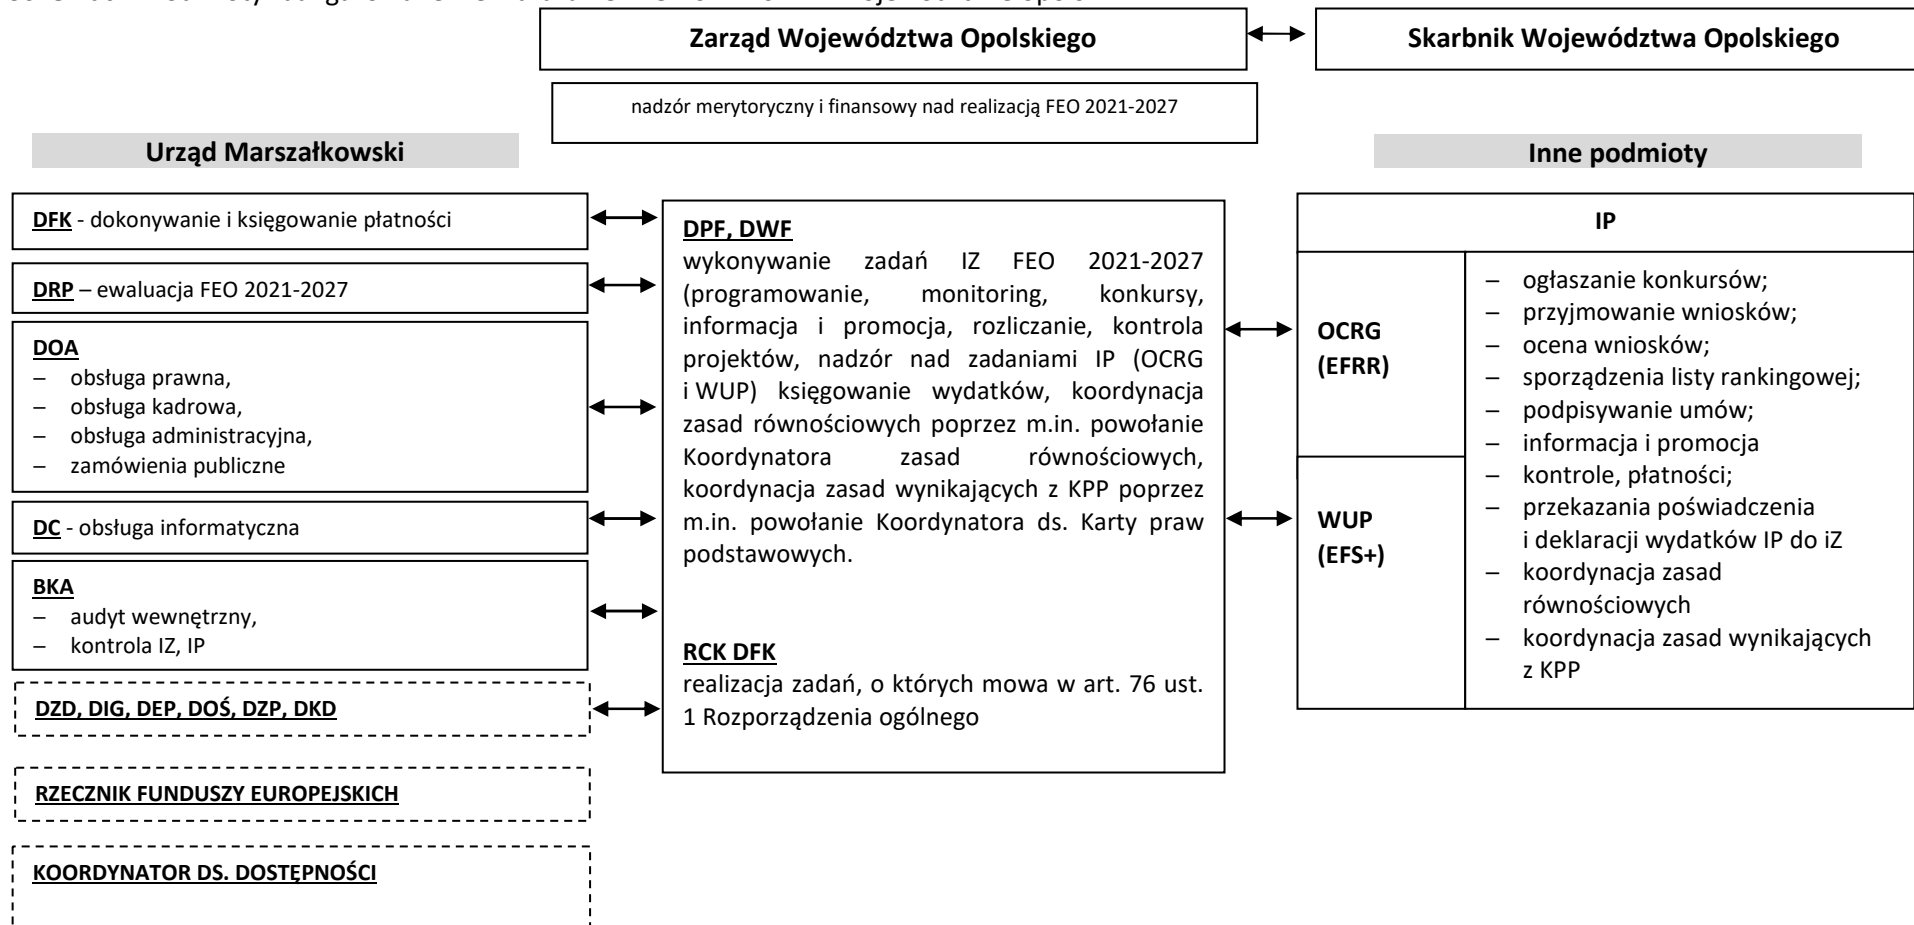 Zarząd Województwa Opolskiego
Skarbnik Województwa Opolskiego
nadzór merytoryczny i finansowy nad realizacją FEO 2021-2027
Urząd Marszałkowski
Inne podmioty
DFK - dokonywanie i księgowanie płatności
DRP – ewaluacja FEO 2021-2027
DOA
– obsługa prawna,
– obsługa kadrowa,
– obsługa administracyjna,
– zamówienia publiczne
DC - obsługa informatyczna
BKA
– audyt wewnętrzny,
– kontrola IZ, IP
DZD, DIG, DEP, DOŚ, DZP, DKD
RZECZNIK FUNDUSZY EUROPEJSKICH
KOORDYNATOR DS. DOSTĘPNOŚCI
DPF, DWF
wykonywanie zadań IZ FEO 2021-2027
(programowanie, monitoring, konkursy,
informacja i promocja, rozliczanie, kontrola
projektów, nadzór nad zadaniami IP (OCRG
i WUP) księgowanie wydatków, koordynacja
zasad równościowych poprzez m.in. powołanie
Koordynatora zasad równościowych,
koordynacja zasad wynikających z KPP poprzez
m.in. powołanie Koordynatora ds. Karty praw
podstawowych.
RCK DFK
realizacja zadań, o których mowa w art. 76 ust.
1 Rozporządzenia ogólnego
IP
OCRG
(EFRR)
WUP
(EFS+)
– ogłaszanie konkursów;
– przyjmowanie wniosków;
– ocena wniosków;
– sporządzenia listy rankingowej;
– podpisywanie umów;
– informacja i promocja
– kontrole, płatności;
– przekazania poświadczenia
i deklaracji wydatków IP do iZ
– koordynacja zasad
równościowych
– koordynacja zasad wynikających
z KPP